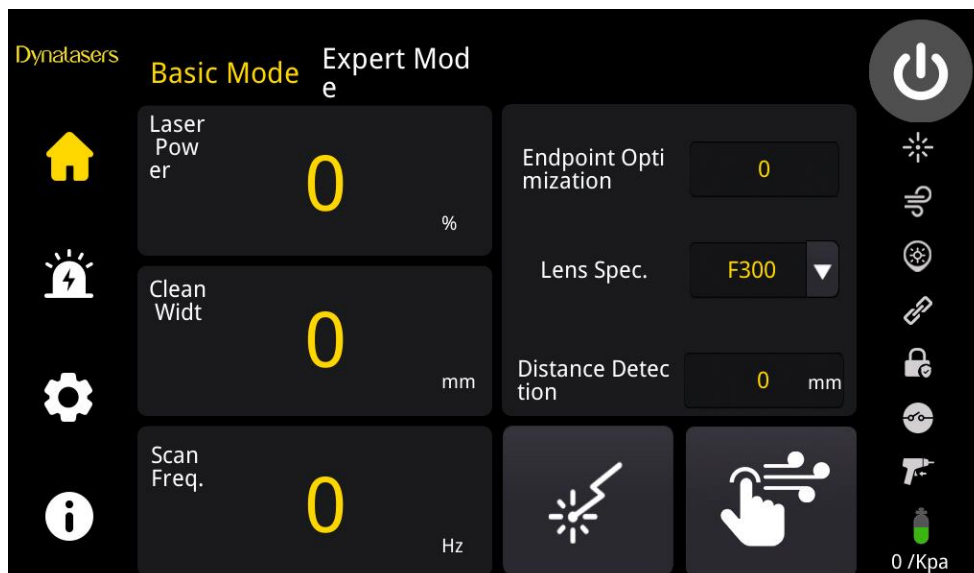 Dynalasers
Basic Mode
Expert Mod
e
Laser
Pow
er
0
%
Clean
Widt
0
mm
Scan
Freq.
0
Hz
Endpoint Opti
mization
0
Lens Spec.
F300
Distance Detec
tion
0
mm
0 /Kpa